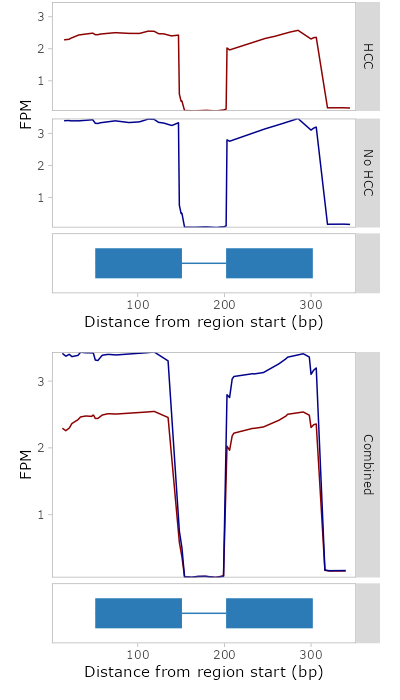 3
2
1
HCC
FPM
3
2
1
No HCC
100
200
300
Distance from region start (bp)
3
2
1
FPM
Combined
100
200
300
Distance from region start (bp)